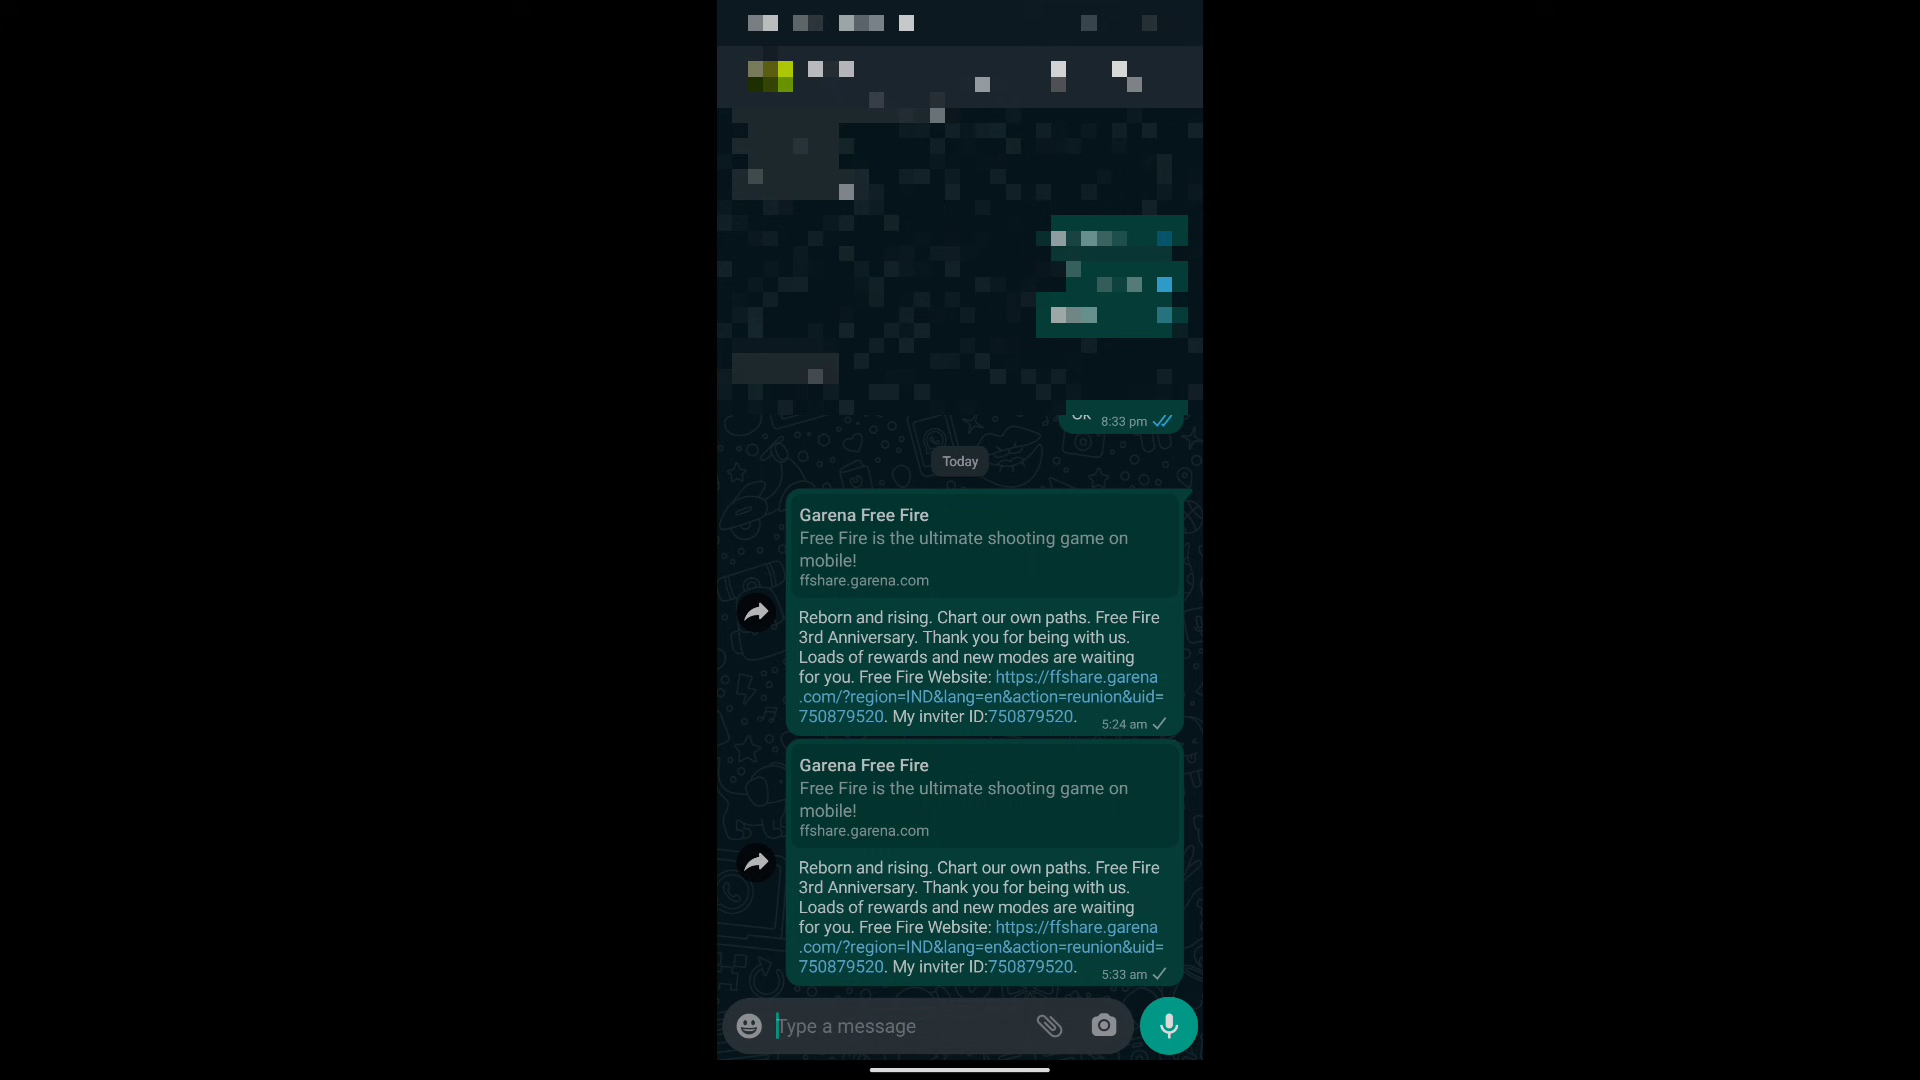 8:33 pm
Today
Garena Free Fire
Free Fire is the ultimate shooting game on
mobile!
ffshare.garena.com
Reborn and rising. Chart our own paths. Free Fire
3rd Anniversary. Thank you for being with us.
Loads of rewards and new modes are waiting
for you. Free Fire Website: https://ffshare.garena
.com/?region=IND&lang=en&action=reunion&uid=
750879520. My inviter ID:750879520.
5:24 am
Garena Free Fire
Free Fire is the ultimate shooting game on
mobile!
ffshare.garena.com
Reborn and rising. Chart our own paths. Free Fire
3rd Anniversary. Thank you for being with us.
Loads of rewards and new modes are waiting
for you. Free Fire Website: https://ffshare.garena
.com/?region=IND&lang=en&action=reunion&uid=
750879520. My inviter ID:750879520.
5:33 am
Type a message